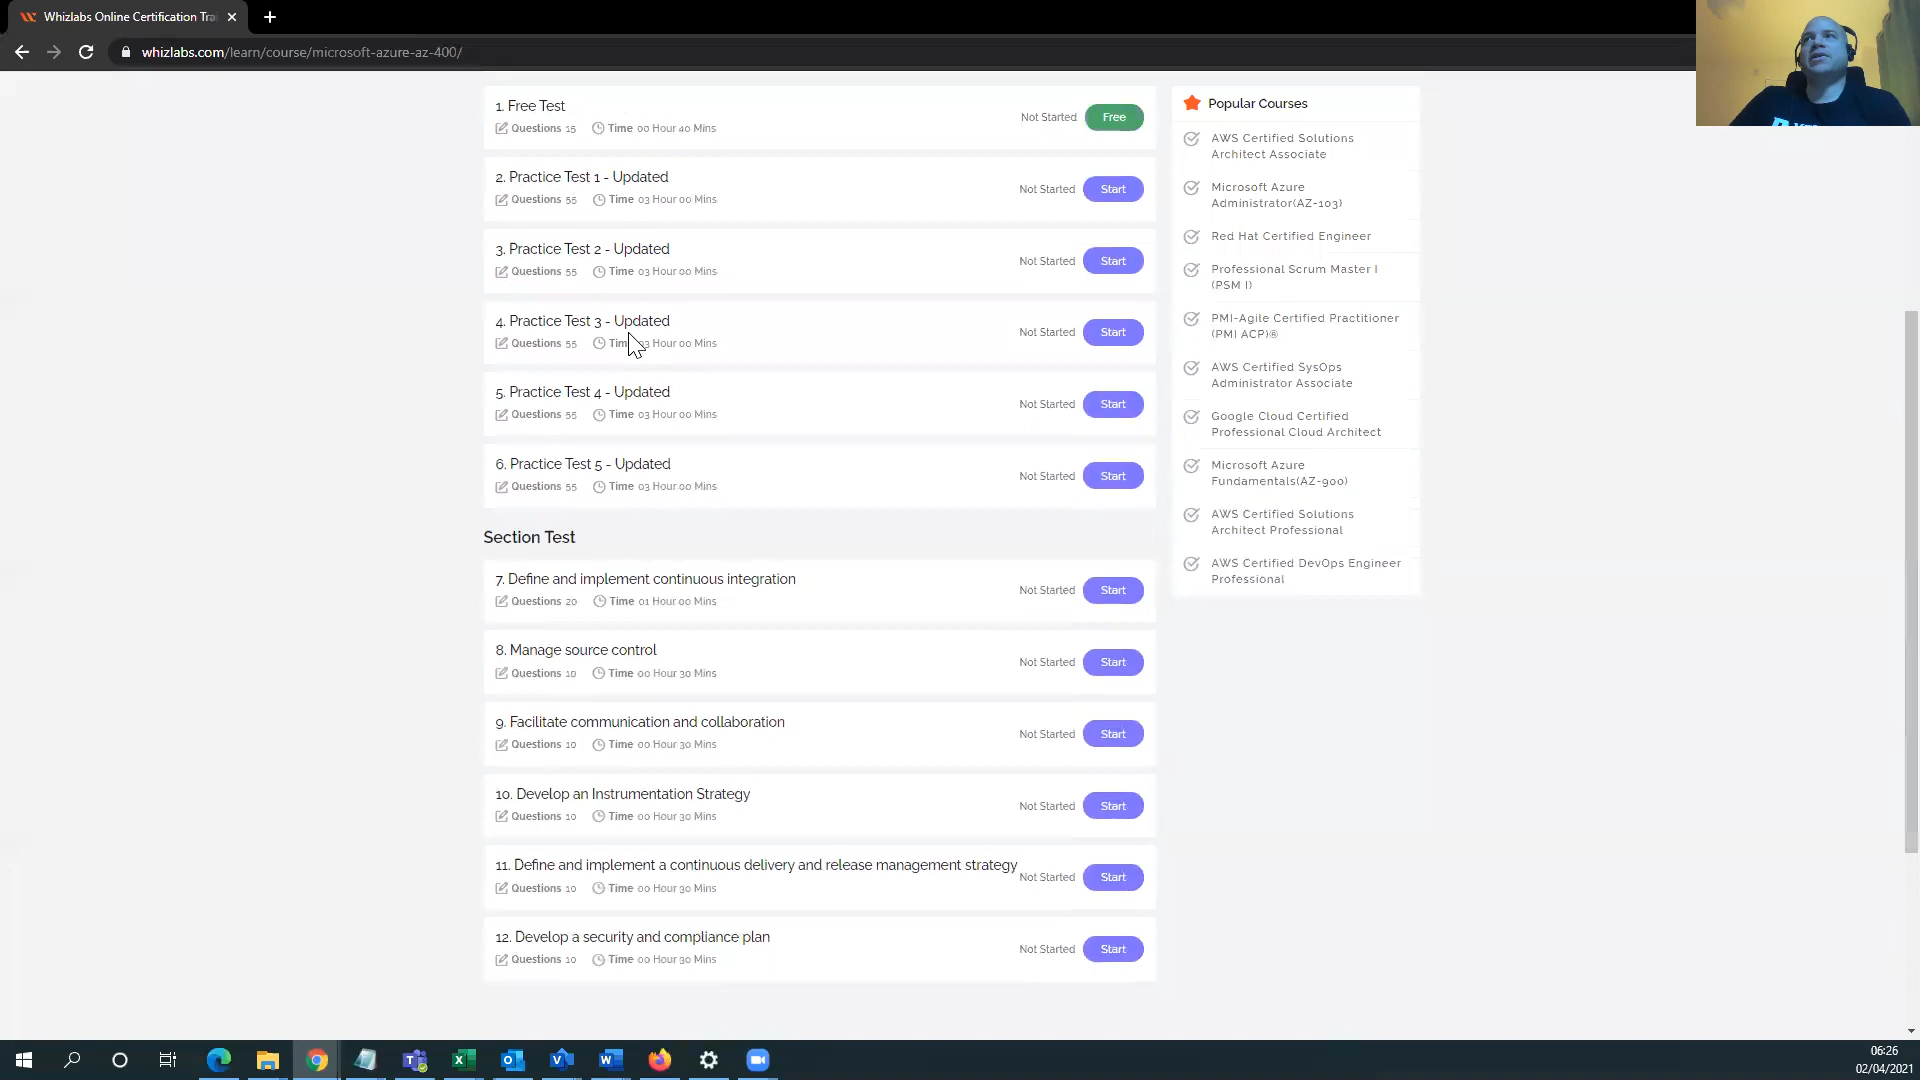 Whizlabs Online Certification Tra
whizlabs.com/learn/course/microsoft-azure-az-400/
1. Free Test
Questions 15 Time 00 Hour 40 Mins
Not Started Free
2. Practice Test 1 - Updated
Questions 55 Time 03 Hour 00 Mins
Not Started Start
3. Practice Test 2 - Updated
Questions 55 Time 03 Hour 00 Mins
Not Started Start
4. Practice Test 3 - Updated
Questions 55 Time 03 Hour 00 Mins
Not Started Start
5. Practice Test 4 - Updated
Questions 55 Time 03 Hour 00 Mins
Not Started Start
6. Practice Test 5 - Updated
Questions 55 Time 03 Hour 00 Mins
Not Started Start
Section Test
7. Define and implement continuous integration
Questions 20 Time 01 Hour 00 Mins
Not Started Start
8. Manage source control
Questions 10 Time 00 Hour 30 Mins
Not Started Start
9. Facilitate communication and collaboration
Questions 10 Time 00 Hour 30 Mins
Not Started Start
10. Develop an Instrumentation Strategy
Questions 10 Time 00 Hour 30 Mins
Not Started Start
11. Define and implement a continuous delivery and release management strategy
Questions 10 Time 00 Hour 30 Mins
Not Started Start
12. Develop a security and compliance plan
Questions 10 Time 00 Hour 30 Mins
Not Started Start
Popular Courses
AWS Certified Solutions
Architect Associate
Microsoft Azure
Administrator(AZ-103)
Red Hat Certified Engineer
Professional Scrum Master I
(PSM I)
PMI-Agile Certified Practitioner
(PMI ACP)®
AWS Certified SysOps
Administrator Associate
Google Cloud Certified
Professional Cloud Architect
Microsoft Azure
Fundamentals(AZ-900)
AWS Certified Solutions
Architect Professional
AWS Certified DevOps Engineer
Professional
06:26
02/04/2021